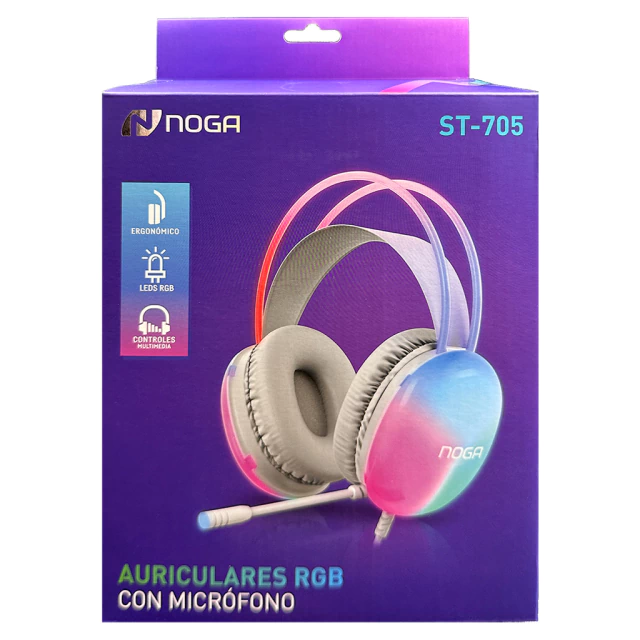 NOGA
ST-705
ERGONÓMICO
LEDS RGB
CONTROLES
MULTIMEDIA
NOGA
AURICULARES RGB
CON MICRÓFONO